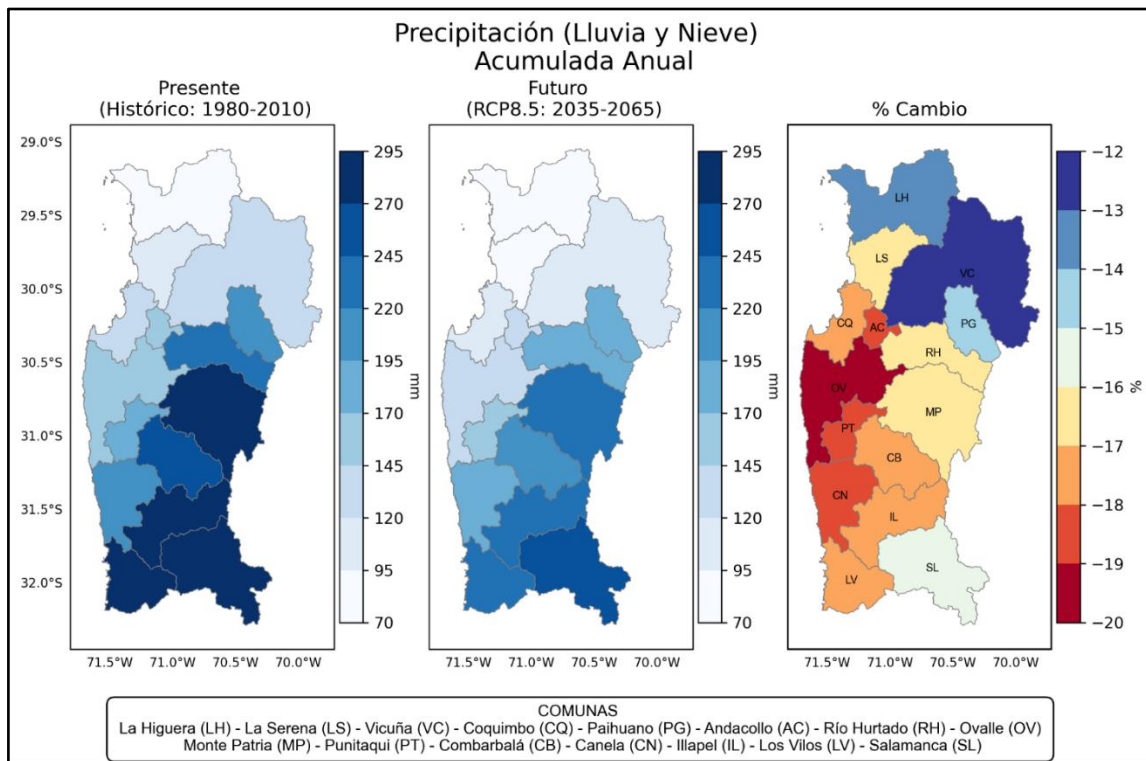 Precipitación (Lluvia y Nieve)
Acumulada Anual
Presente
(Histórico: 1980-2010)
Futuro
(RCP8.5: 2035-2065)
% Cambio
29.0°S
29.5°S
30.0°S
30.5°S
31.0°S
31.5°S
32.0°S
71.5°W 71.0°W 70.5°W 70.0°W
295
270
245
220
195
170
145
120
95
70
mm
71.5°W 71.0°W 70.5°W 70.0°W
295
270
245
220
195
170
145
120
95
70
mm
LH
LS
VC
CQ
AC
PG
RH
OV
MP
PT
CB
CN
IL
SL
LV
71.5°W 71.0°W 70.5°W 70.0°W
−12
−13
−14
−15
−16
−17
−18
−19
−20
%
COMUNAS
La Higuera (LH) - La Serena (LS) - Vicuña (VC) - Coquimbo (CQ) - Paihuano (PG) - Andacollo (AC) - Río Hurtado (RH) - Ovalle (OV)
Monte Patria (MP) - Punitaqui (PT) - Combarbalá (CB) - Canela (CN) - Illapel (IL) - Los Vilos (LV) - Salamanca (SL)